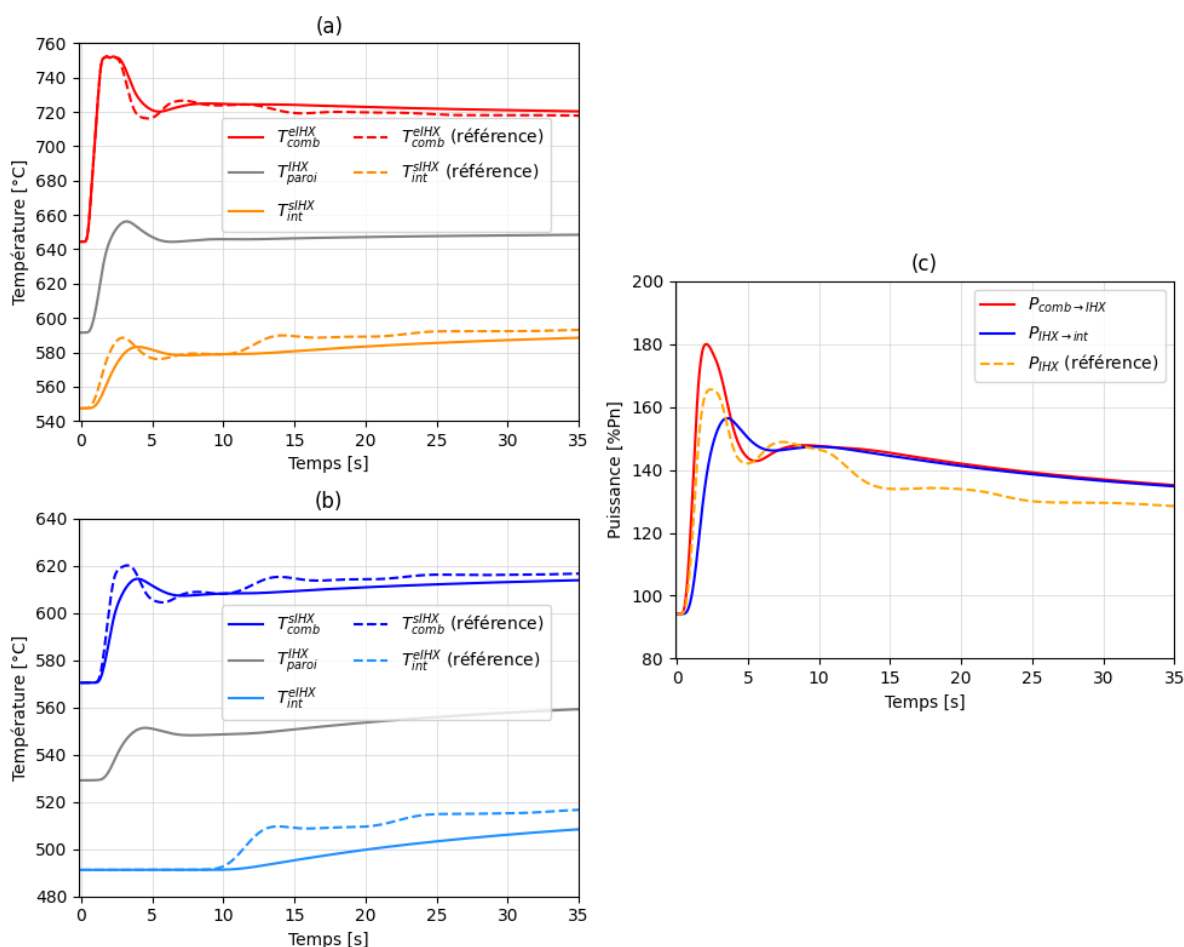 (a)
Température [°C]
760
740
720
700
680
660
640
620
600
580
560
540
T_comb^eIHX
T_paroi^IHX
T_int^sIHX
T_comb^eIHX (référence)
T_int^sIHX (référence)
0 5 10 15 20 25 30 35
Temps [s]
(b)
Température [°C]
640
620
600
580
560
540
520
500
480
T_comb^sIHX
T_paroi^IHX
T_int^eIHX
T_comb^sIHX (référence)
T_int^eIHX (référence)
0 5 10 15 20 25 30 35
Temps [s]
(c)
Puissance [%Pn]
200
180
160
140
120
100
80
P_comb→IHX
P_IHX→int
P_IHX (référence)
0 5 10 15 20 25 30 35
Temps [s]